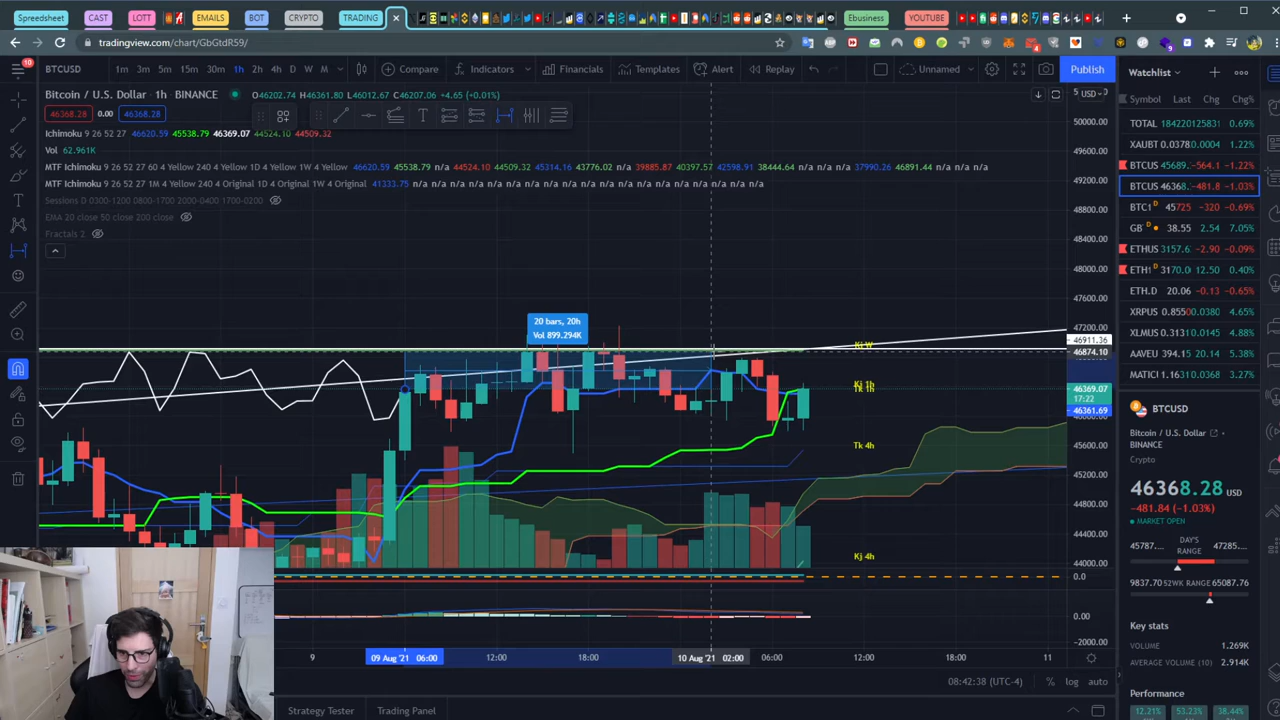 Spreedsheet CAST LOTT EMAILS BOT CRYPTO TRADING Ebusiness YOUTUBE
tradingview.com/chart/GbGtdR59/
10 BTCUSD 1m 3m 5m 15m 30m 1h 2h 4h D W M Compare Indicators Financials Templates Alert Replay Unnamed Publish Watchlist
Bitcoin / U.S. Dollar · 1h · BINANCE O46202.74 H46361.80 L46012.67 C46207.06 +4.65 (+0.01%) USD
46368.28 0.00 46368.28
Ichimoku 9 26 52 27 46620.59 45538.79 46369.07 44524.10 44509.32
Vol 62.961K
MTF Ichimoku 9 26 52 27 60 4 Yellow 240 4 Yellow 1D 4 Yellow 1W 4 Yellow 46620.59 45538.79 n/a 44524.10 44509.32 45314.16 43776.02 n/a 39885.87 40397.57 42598.91 38444.64 n/a n/a n/a 37990.26 46891.44 n/a n/a n/a
MTF Ichimoku 9 26 52 27 1M 4 Yellow 240 4 Original 1D 4 Original 1W 4 Original 41333.75 n/a n/a n/a n/a n/a n/a n/a n/a n/a n/a n/a n/a n/a n/a
Sessions D 0300-1200 0800-1700 2000-0400 1700-0200
EMA 20 close 50 close 200 close
Fractals 2
20 bars, 20h
Vol 899.294K
Kj W
Kj 1h
Tk 1h
Tk 4h
Kj 4h
50000.00
49600.00
49200.00
48800.00
48400.00
48000.00
47600.00
47200.00
46911.36
46874.10
46369.07
17:22
46361.69
45600.00
45200.00
44800.00
44400.00
44000.00
0.0
0.00
-2000.00
9 09 Aug '21 06:00 12:00 18:00 10 Aug '21 02:00 06:00 12:00 18:00 11
08:42:38 (UTC-4) % log auto
Strategy Tester Trading Panel
Symbol Last Chg Chg%
TOTAL 184220 125831 0.69%
XAUBT 0.0378 0.0004 1.22%
BTCUS 45689. -564.1 -1.22%
BTCUS 46368. -481.8 -1.03%
BTC1 D 45725 -320 -0.69%
GB D 38.55 2.54 7.05%
ETHUS 3157.6 -2.90 -0.09%
ETH1 D 3170.0 12.50 0.40%
ETH.D 20.06 -0.13 -0.65%
XRPUS 0.8550 0.0380 4.65%
XLMUS 0.3131 0.0145 4.88%
AAVEU 394.14 5.38 1.38%
MATIC 1.1631 0.0368 3.27%
BTCUSD
Bitcoin / U.S. Dollar
BINANCE
Crypto
46368.28 USD
-481.84 (-1.03%)
MARKET OPEN
45787.... DAY'S RANGE 47285....
9837.70 52WK RANGE 65087.76
Key stats
VOLUME 1.269K
AVERAGE VOLUME (10) 2.914K
Performance
12.21% 53.23% 38.44%